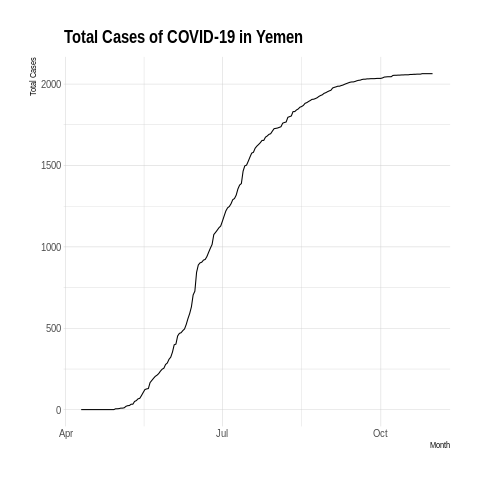 Total Cases of COVID-19 in Yemen
Total Cases
2000
1500
1000
500
0
Apr
Jul
Oct
Month